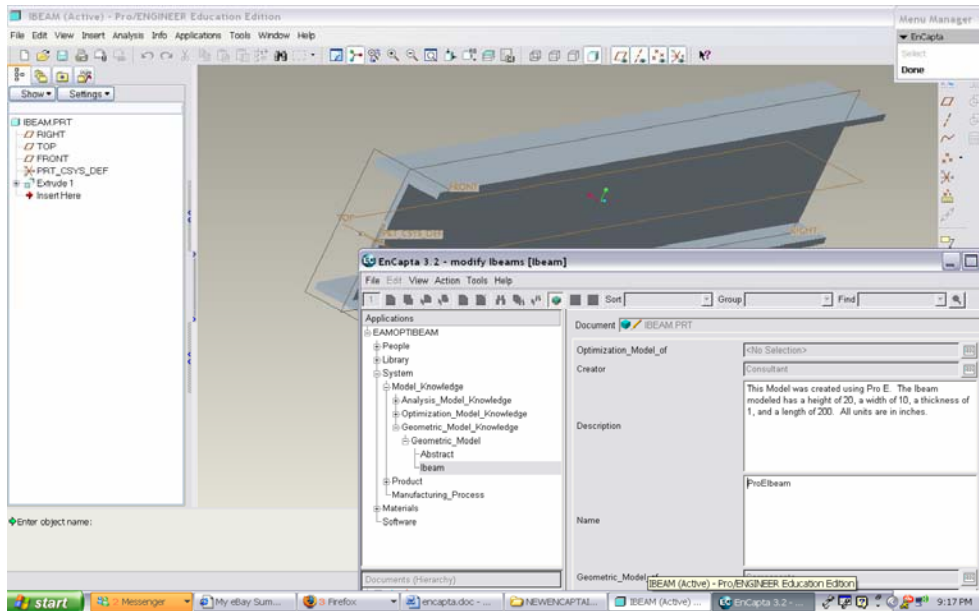 IBEAM (Active) - Pro/ENGINEER Education Edition
File Edit View Insert Analysis Info Applications Tools Window Help
Menu Manager
EnCapta
Select
Done
Show Settings
IBEAM.PRT
RIGHT
TOP
FRONT
PRT_CSYS_DEF
Extrude 1
Insert Here
FRONT
TOP
PRT_CSYS_DEF
RIGHT
Enter object name:
EnCapta 3.2 - modify Ibeams [Ibeam]
File Edit View Action Tools Help
1 Sort Group Find
Applications
EAMOPTIBEAM
People
Library
System
Model_Knowledge
Analysis_Model_Knowledge
Optimization_Model_Knowledge
Geometric_Model_Knowledge
Geometric_Model
Abstract
Ibeam
Product
Manufacturing_Process
Materials
Software
Documents (Hierarchy)
Document IBEAM.PRT
Optimization_Model_of <No Selection>
Creator Consultant
Description
This Model was created using Pro E. The Ibeam
modeled has a height of 20, a width of 10, a thickness of
1, and a length of 200. All units are in inches.
Name
ProEIbeam
IBEAM (Active) - Pro/ENGINEER Education Edition
start 2 Messenger My eBay Sum... 3 Firefox encapta.doc - ... NEWENCAPTAI... IBEAM (Active) ... EnCapta 3.2 - ... 9:17 PM